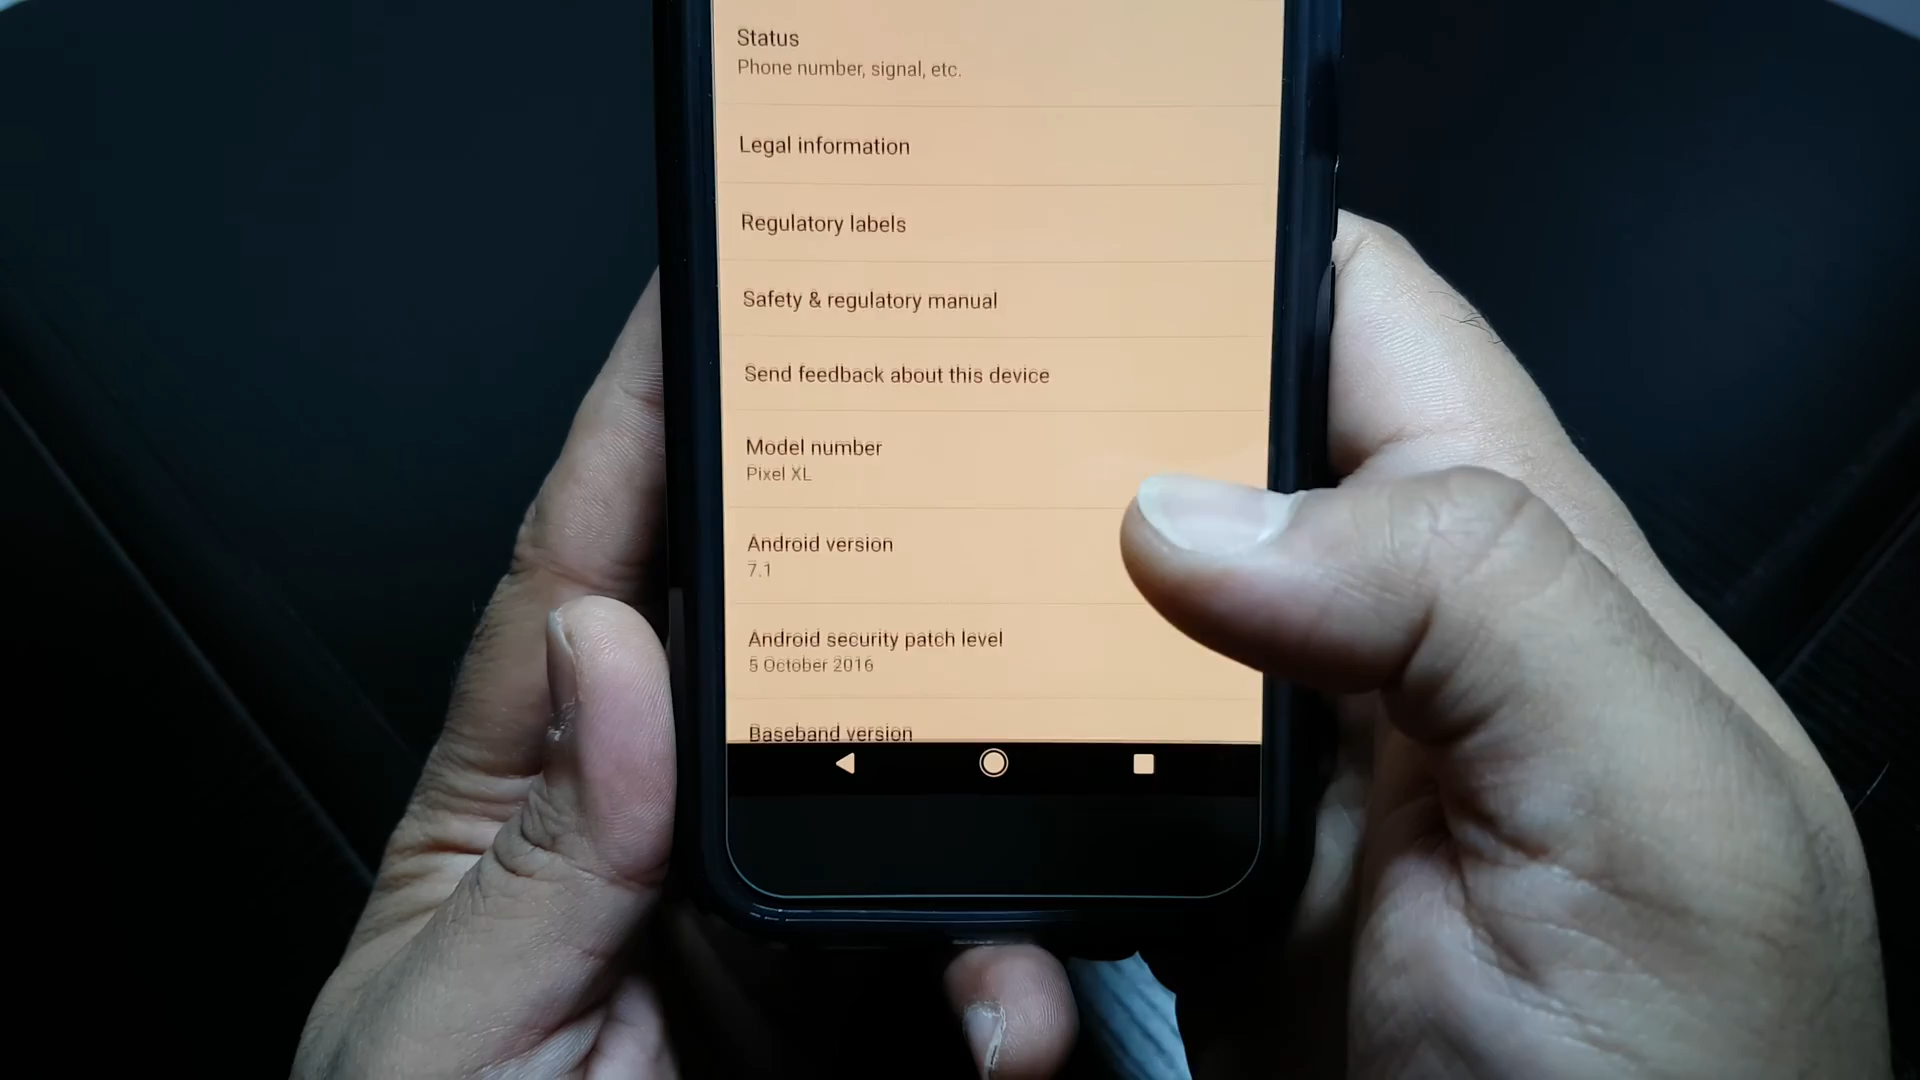 Status
Phone number, signal, etc.
Legal information
Regulatory labels
Safety & regulatory manual
Send feedback about this device
Model number
Pixel XL
Android version
7.1
Android security patch level
5 October 2016
Baseband version